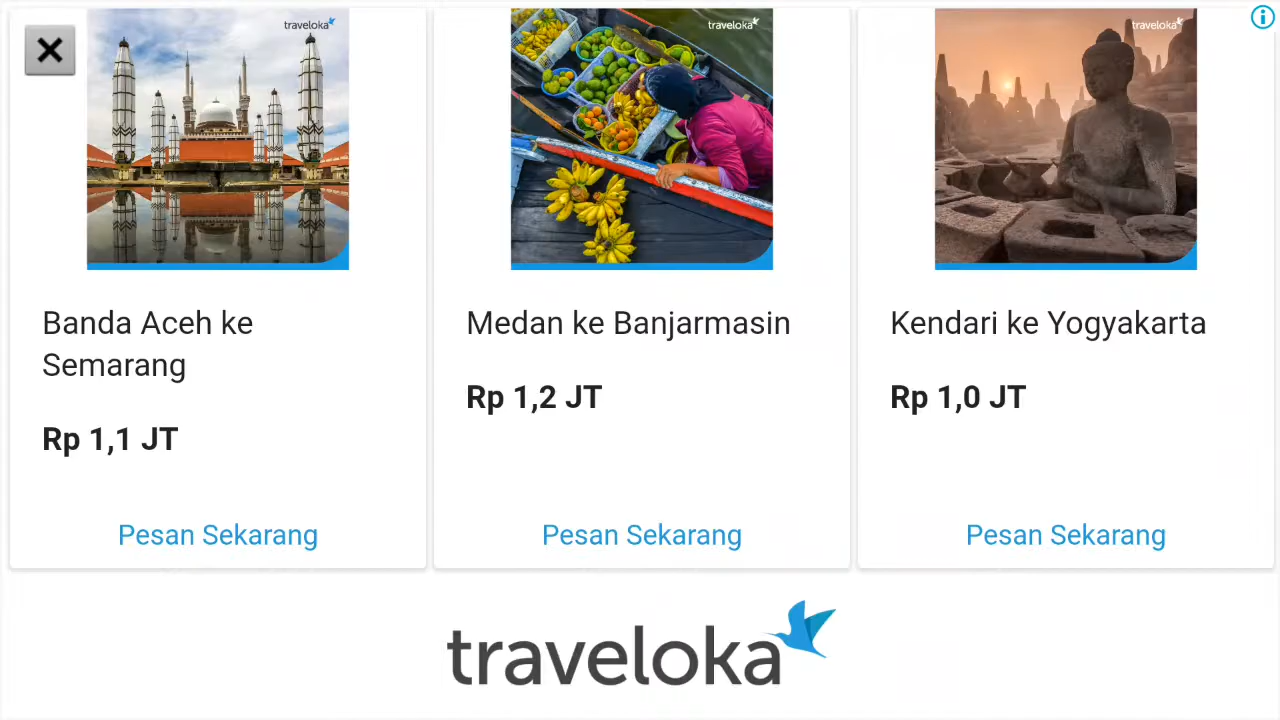 traveloka
Banda Aceh ke
Semarang
Rp 1,1 JT
Pesan Sekarang
traveloka
Medan ke Banjarmasin
Rp 1,2 JT
Pesan Sekarang
traveloka
Kendari ke Yogyakarta
Rp 1,0 JT
Pesan Sekarang
traveloka